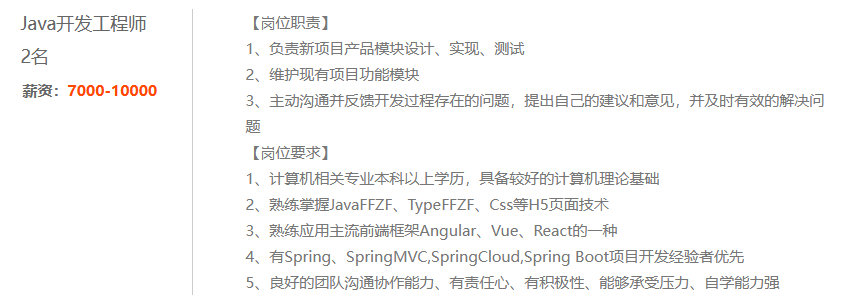 Java开发工程师
2名
薪资：7000-10000
【岗位职责】
1、负责新项目产品模块设计、实现、测试
2、维护现有项目功能模块
3、主动沟通并反馈开发过程存在的问题，提出自己的建议和意见，并及时有效的解决问
题
【岗位要求】
1、计算机相关专业本科以上学历，具备较好的计算机理论基础
2、熟练掌握JavaFFZF、TypeFFZF、Css等H5页面技术
3、熟练应用主流前端框架Angular、Vue、React的一种
4、有Spring、SpringMVC,SpringCloud,Spring Boot项目开发经验者优先
5、良好的团队沟通协作能力、有责任心、有积极性、能够承受压力、自学能力强